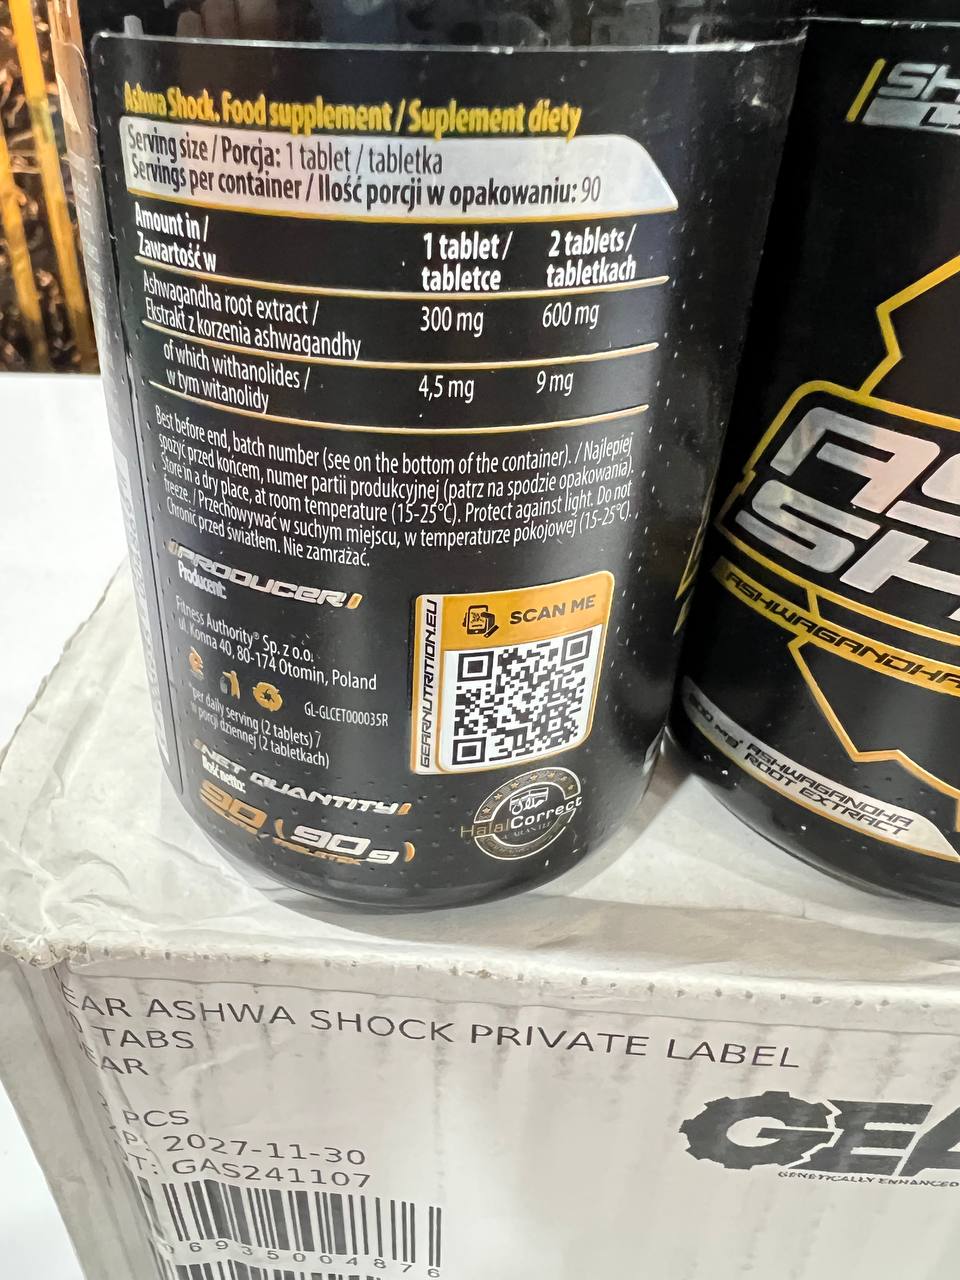 Ashwa Shock. Food supplement / Suplement diety
Serving size / Porcja: 1 tablet / tabletka
Servings per container / Ilość porcji w opakowaniu: 90
Amount in / Zawartość w
1 tablet / tabletce
2 tablets / tabletkach
Ashwagandha root extract / Ekstrakt z korzenia ashwagandhy
300 mg
600 mg
of which withanolides / w tym witanolidy
4,5 mg
9 mg
Best before end, batch number (see on the bottom of the container). / Najlepiej
spożyć przed końcem, numer partii produkcyjnej (patrz na spodzie opakowania).
Store in a dry place, at room temperature (15-25°C). Protect against light. Do not
freeze. / Przechowywać w suchym miejscu, w temperaturze pokojowej (15-25°C).
Chronić przed światłem. Nie zamrażać.
PRODUCER
Producent:
Fitness Authority® Sp. z o.o.
ul. Konna 40, 80-174 Otomin, Poland
GL-GLCET000035R
*per daily serving (2 tablets) /
w porcji dziennej (2 tabletkach)
NET QUANTITY
Ilość netto:
90 (90g)
SCAN ME
GEARNUTRITION.EU
HalalCorrect
ASHWAGANDHA
ASHWAGANDHA
ROOT EXTRACT
EAR ASHWA SHOCK PRIVATE LABEL
TABS
EAR
PCS
P: 2027-11-30
T: GAS241107
GEA
GENETICALLY ENHANCED
06935004876